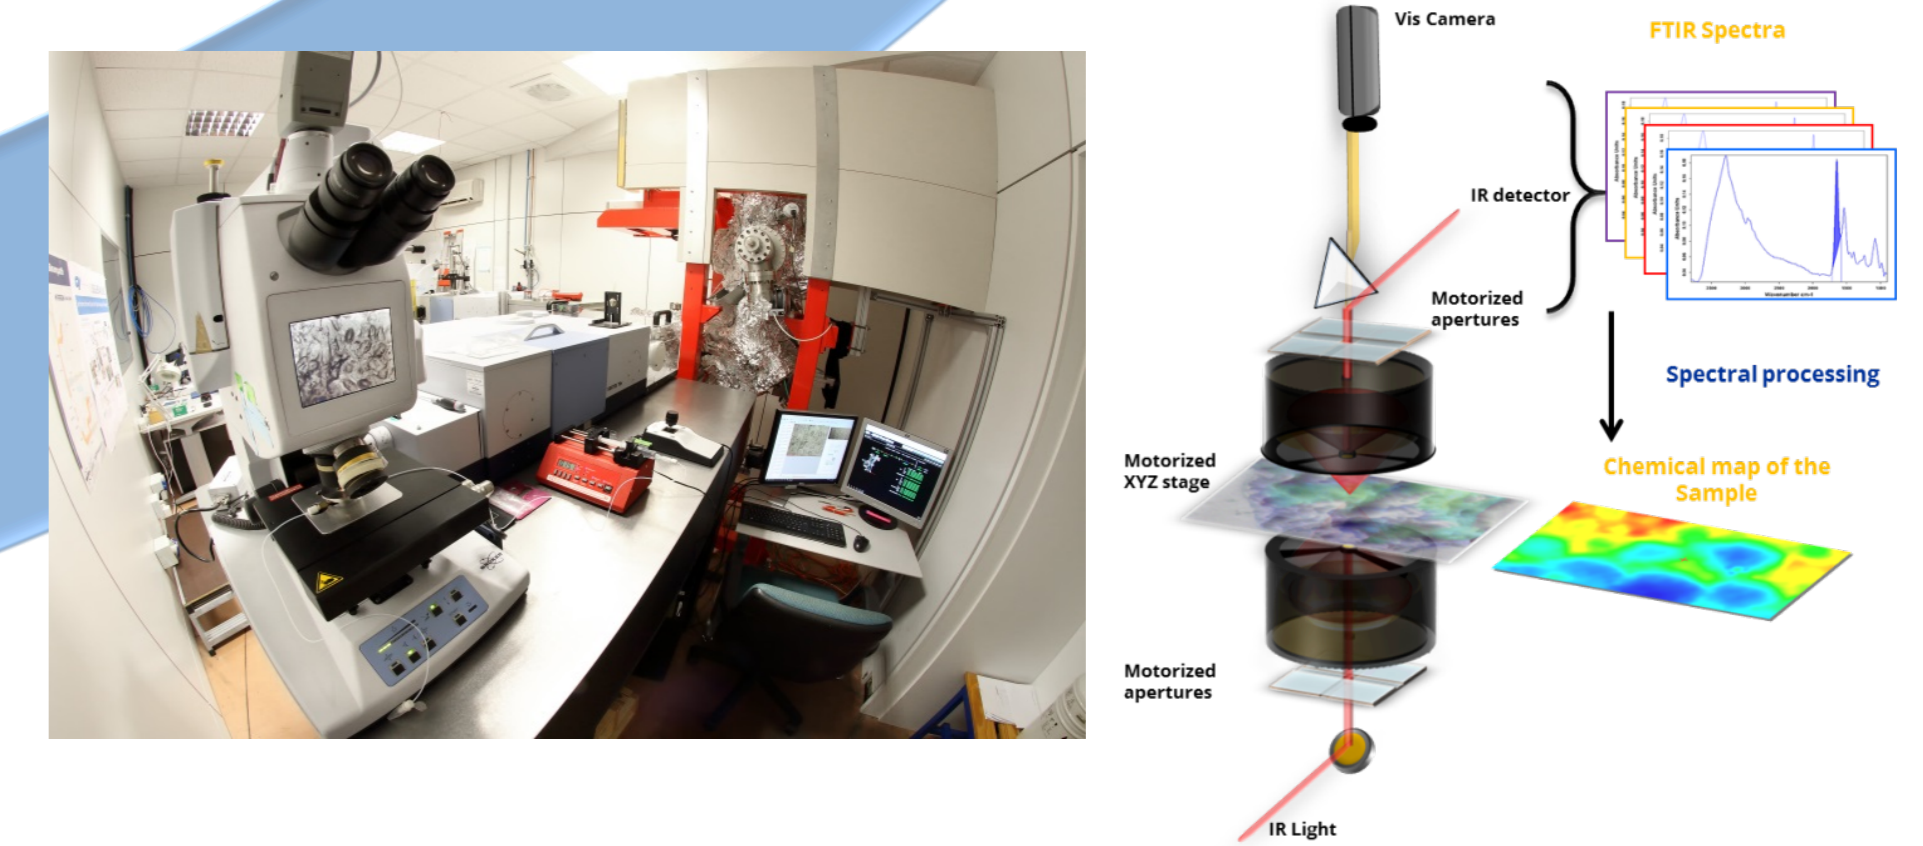 Vis Camera
FTIR Spectra
IR detector
Motorized
apertures
Spectral processing
Motorized
XYZ stage
Chemical map of the
Sample
Motorized
apertures
IR Light